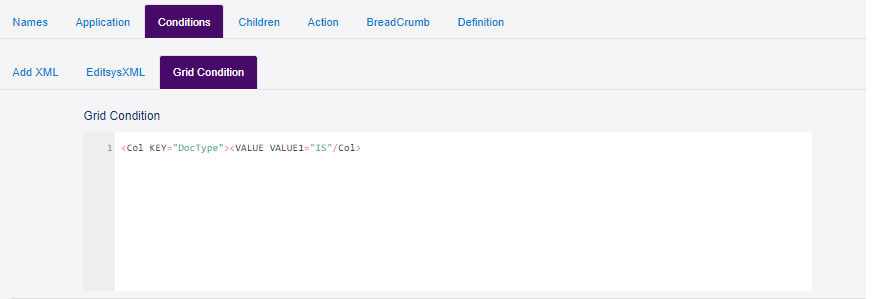 Names Application Conditions Children Action BreadCrumb Definition
Add XML EditsysXML Grid Condition
Grid Condition
1 <Col KEY="DocType"><VALUE VALUE1="IS"/Col>